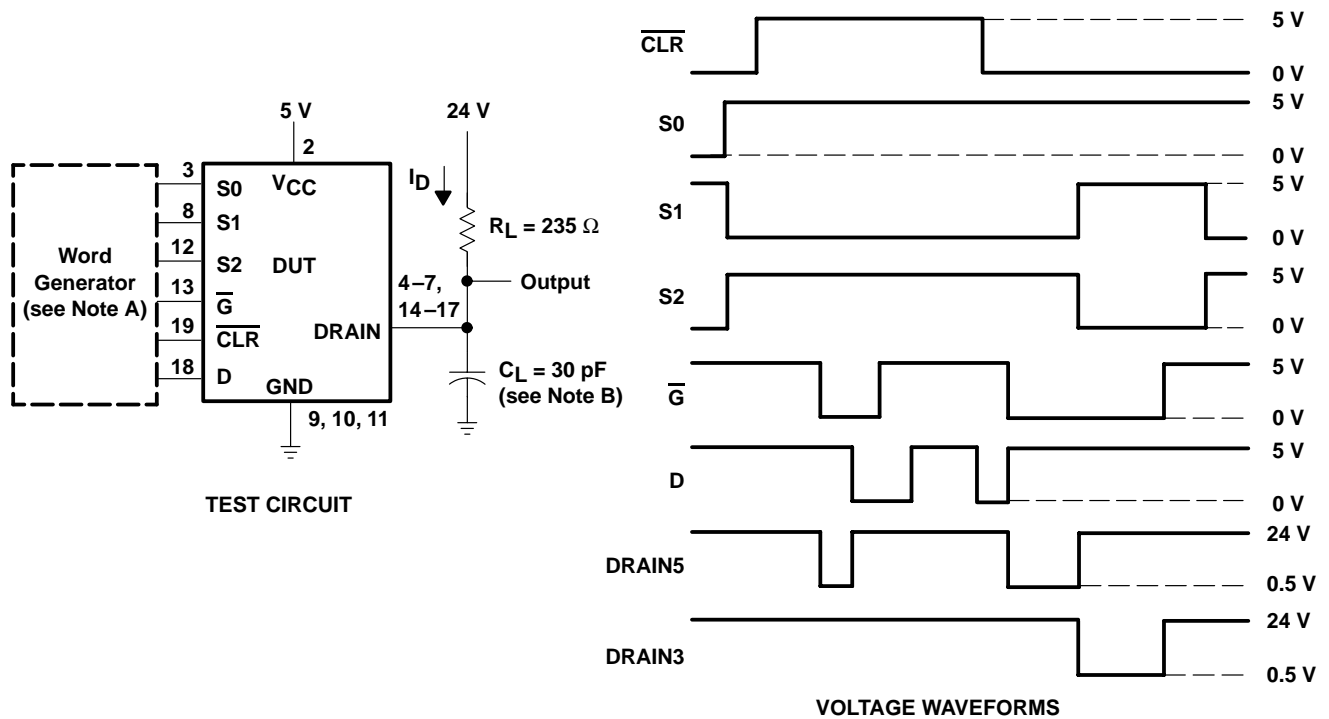 5 V
2
24 V
Word
Generator
(see Note A)
3
8
12
13
19
18
S0
S1
S2
G
CLR
D
VCC
DUT
DRAIN
GND
9, 10, 11
4–7,
14–17
ID
RL = 235 Ω
Output
CL = 30 pF
(see Note B)
TEST CIRCUIT
CLR
5 V
0 V
S0
5 V
0 V
S1
5 V
0 V
S2
5 V
0 V
G
5 V
0 V
D
5 V
0 V
DRAIN5
24 V
0.5 V
DRAIN3
24 V
0.5 V
VOLTAGE WAVEFORMS